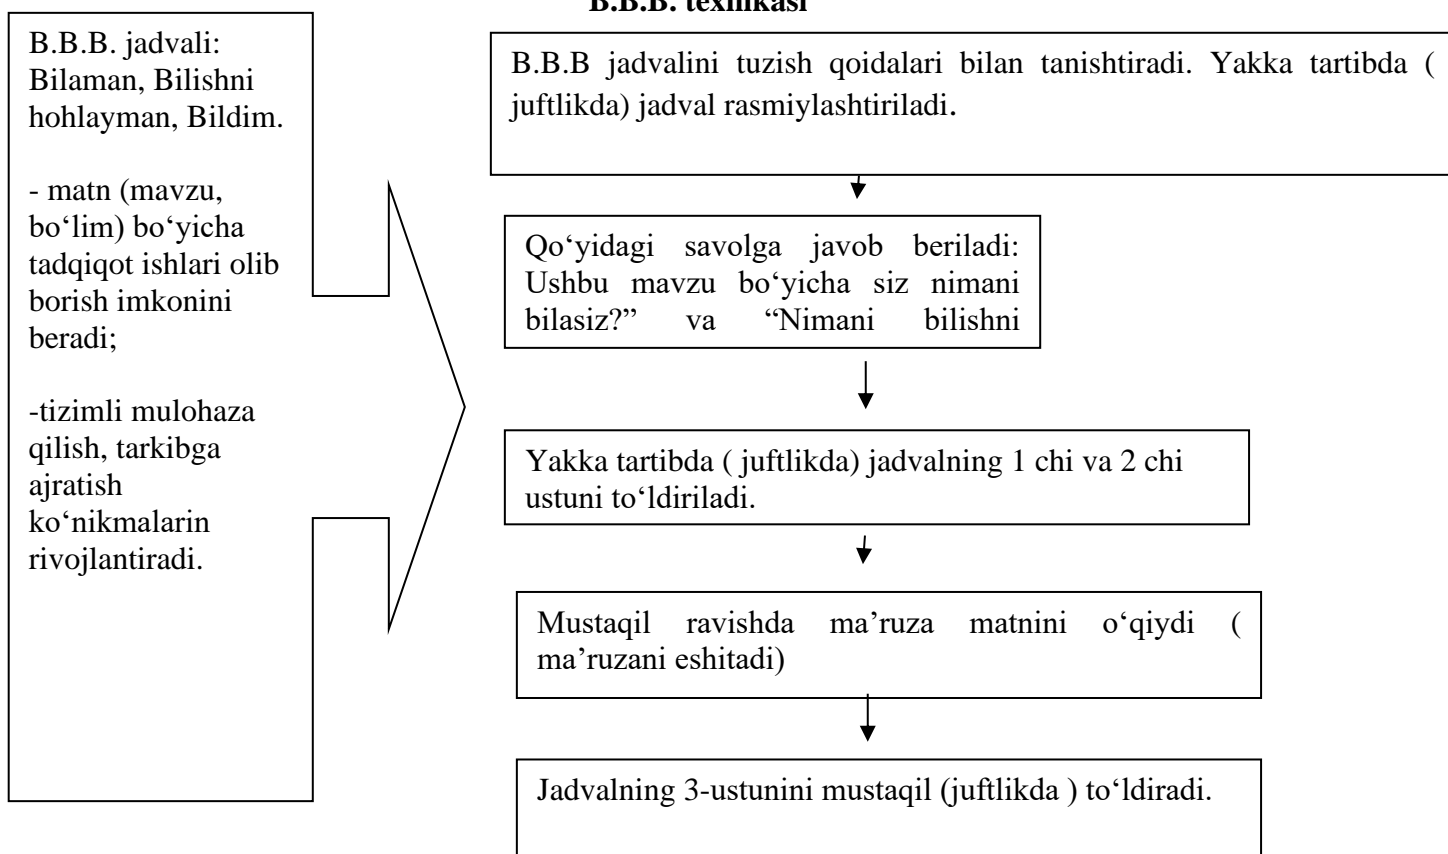 B.B.B. texnikasi
B.B.B. jadvali:
Bilaman, Bilishni
hohlayman, Bildim.
- matn (mavzu,
bo‘lim) bo‘yicha
tadqiqot ishlari olib
borish imkonini
beradi;
-tizimli mulohaza
qilish, tarkibga
ajratish
ko‘nikmalarin
rivojlantiradi.
B.B.B jadvalini tuzish qoidalari bilan tanishtiradi. Yakka tartibda (
juftlikda) jadval rasmiylashtiriladi.
Qo‘yidagi savolga javob beriladi:
Ushbu mavzu bo‘yicha siz nimani
bilasiz?” va “Nimani bilishni
Yakka tartibda ( juftlikda) jadvalning 1 chi va 2 chi
ustuni to‘ldiriladi.
Mustaqil ravishda ma’ruza matnini o‘qiydi (
ma’ruzani eshitadi)
Jadvalning 3-ustunini mustaqil (juftlikda ) to‘ldiradi.